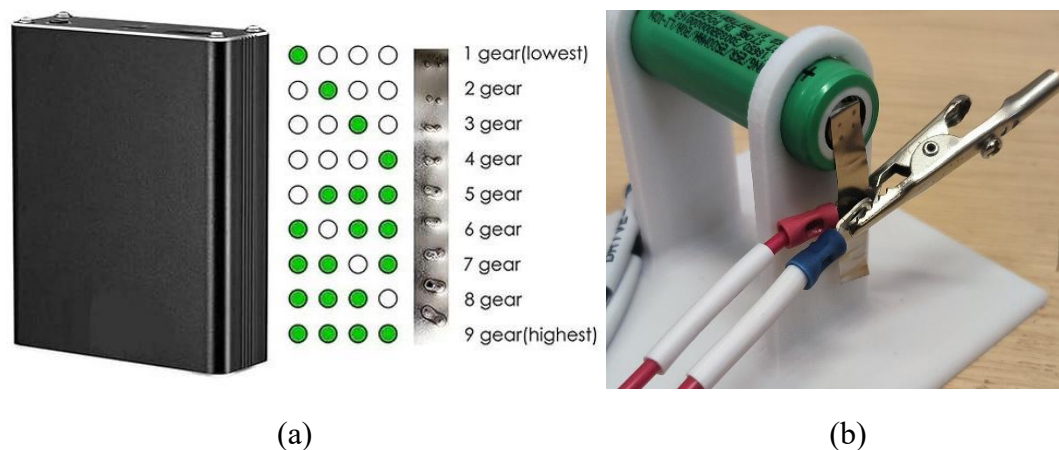 1 gear(lowest)
2 gear
3 gear
4 gear
5 gear
6 gear
7 gear
8 gear
9 gear(highest)
+
(a)
(b)